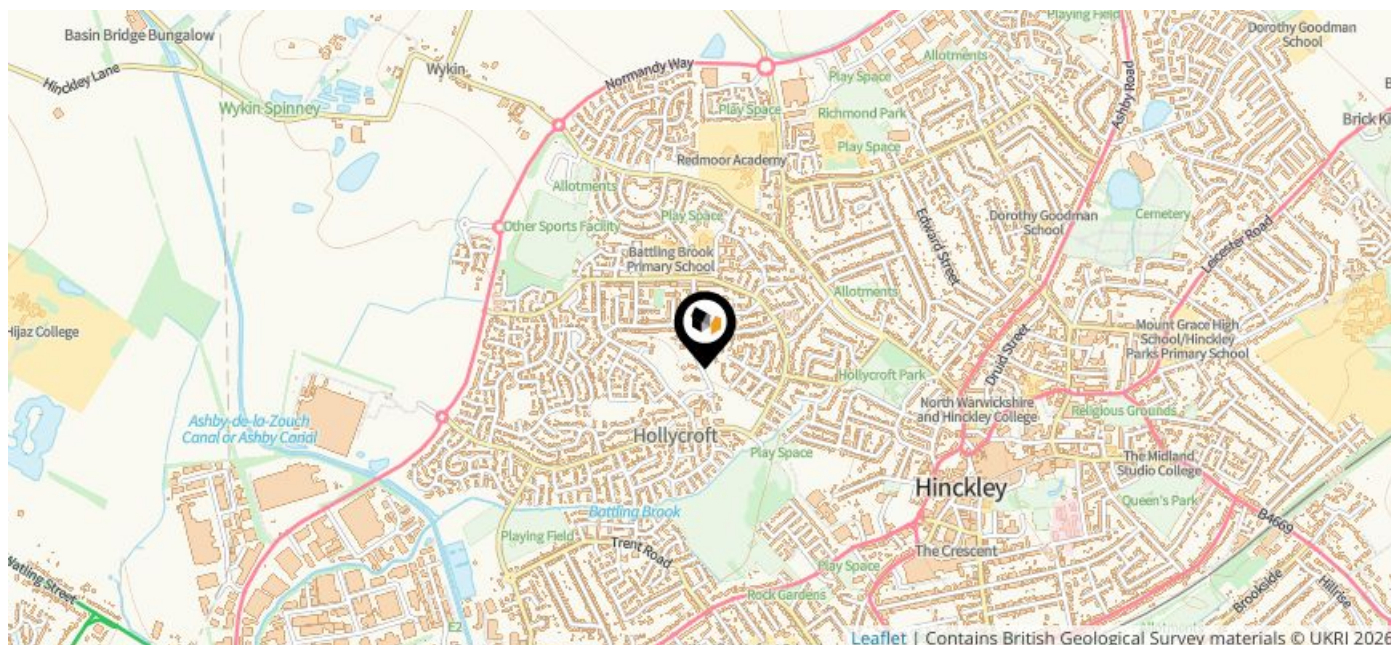 Playing Field
Dorothy Goodman
School
Basin Bridge Bungalow
Hinckley Lane
Wykin
Normandy Way
Play Space
Allotments
Ashby Road
Wykin Spinney
Play Space
Richmond Park
Play Space
Redmoor Academy
Allotments
Play Space
Other Sports Facility
Battling Brook
Primary School
Edward Street
Dorothy Goodman
School
Cemetery
Leicester Road
Allotments
Hijaz College
Druid Street
Mount Grace High
School/Hinckley
Parks Primary School
Hollycroft Park
North Warwickshire
and Hinckley College
Religious Grounds
Ashby-de-la-Zouch
Canal or Ashby Canal
Hollycroft
Play Space
The Midland
Studio College
Hinckley
Queen's Park
B4669
Battling Brook
Playing Field
Trent Road
The Crescent
Play Space
Rock Gardens
Watling Street
Brookside
Hillrise
E2
Leaflet | Contains British Geological Survey materials © UKRI 2026